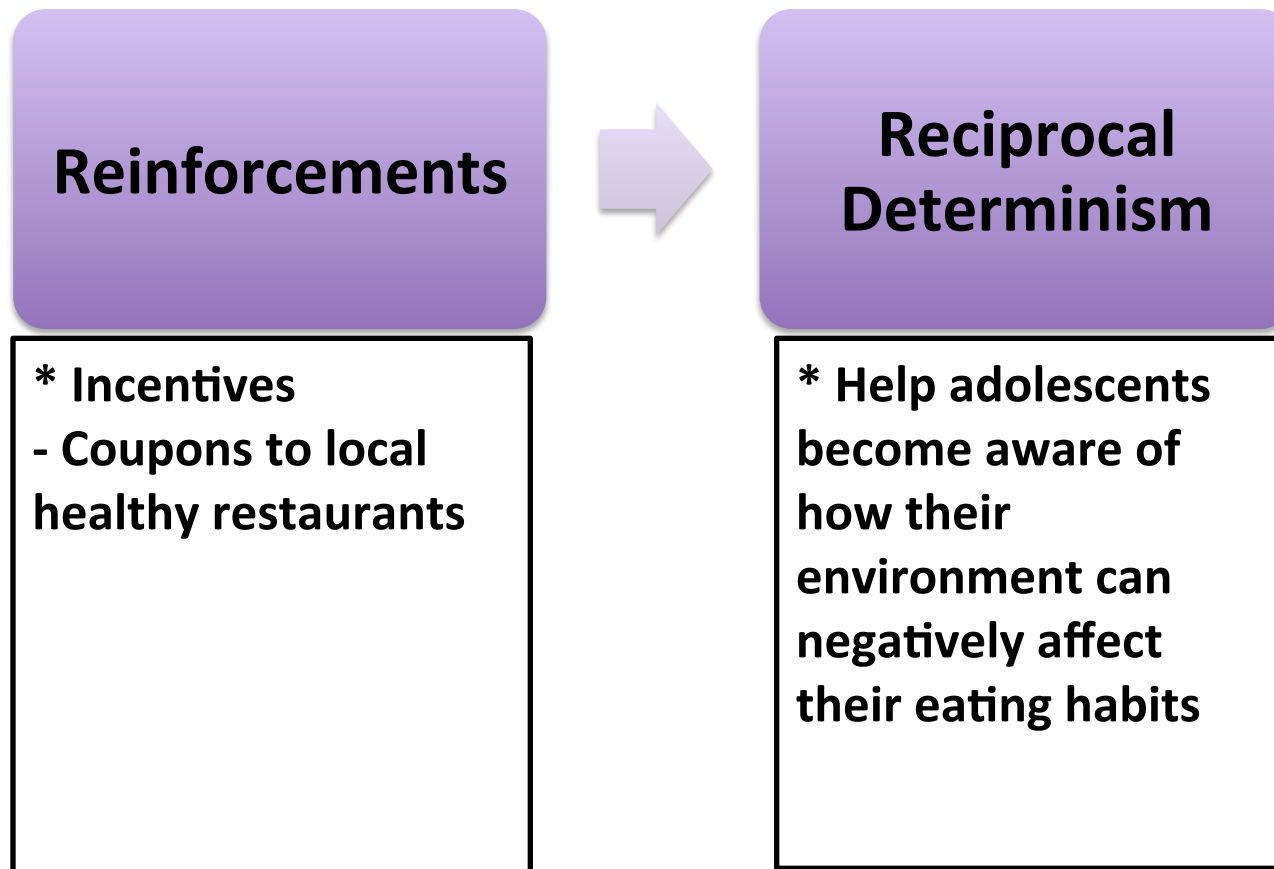 Reinforcements
* Incentives
- Coupons to local
healthy restaurants
Reciprocal
Determinism
* Help adolescents
become aware of
how their
environment can
negatively affect
their eating habits